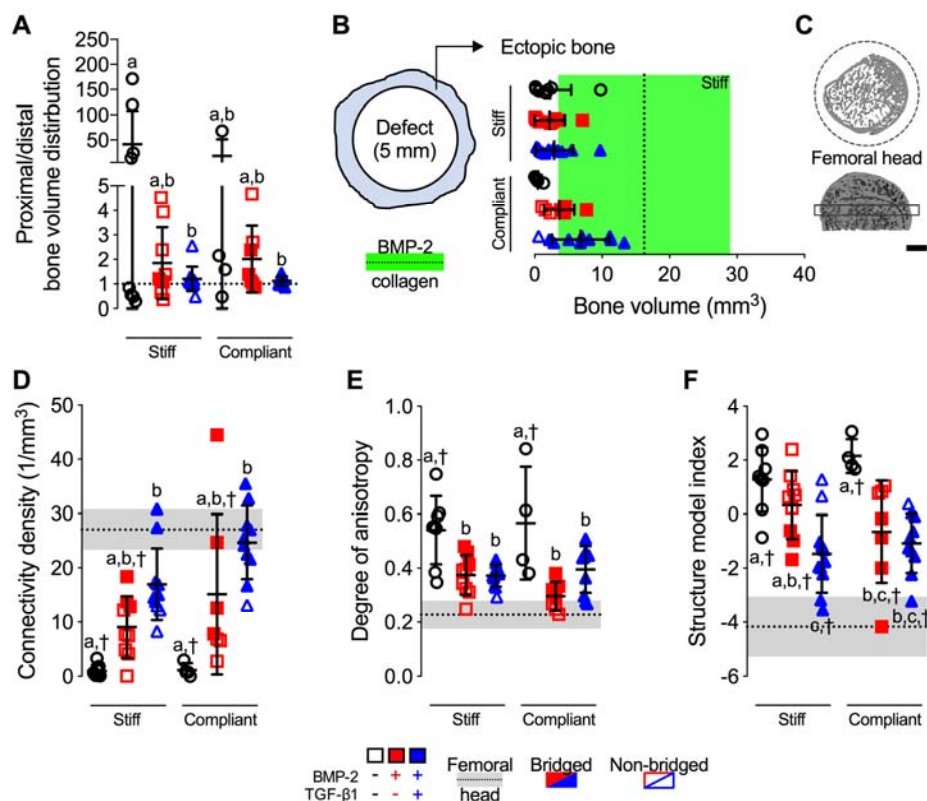 A
Proximal/distal
bone volume distirbution
250
200
150
100
50
5
4
3
2
1
0
a
a,b
b
a,b
a,b
b
Stiff
Compliant
B
Ectopic bone
Defect
(5 mm)
BMP-2
collagen
Stiff
Stiff
Compliant
0
10
20
30
40
Bone volume (mm³)
C
Femoral head
D
Connectivity density (1/mm³)
50
40
30
20
10
0
a,†
a,b,†
b
a,†
a,b,†
b
Stiff
Compliant
E
Degree of anisotropy
1.0
0.8
0.6
0.4
0.2
0.0
a,†
b
b
a,†
b
b
Stiff
Compliant
F
Structure model index
4
2
0
-2
-4
-6
a,†
a,b,†
c,†
a,†
b,c,†
b,c,†
Stiff
Compliant
BMP-2 - + +
TGF-β1 - - +
Femoral
head
Bridged
Non-bridged